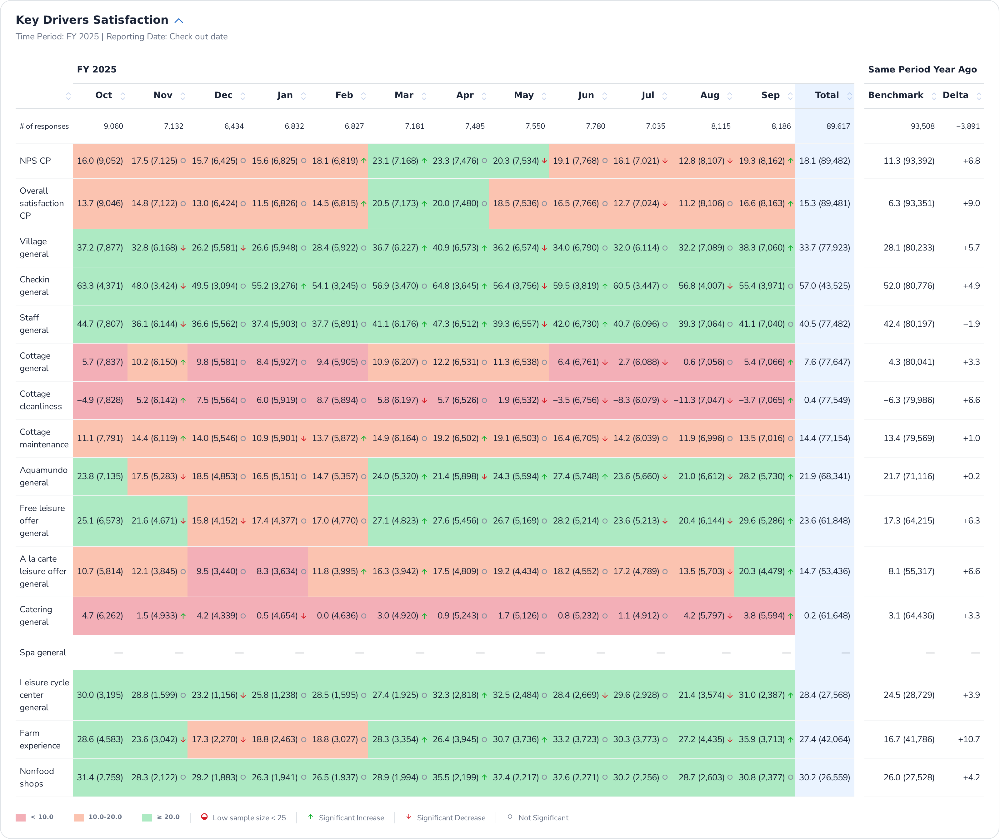 Key Drivers Satisfaction
Time Period: FY 2025 | Reporting Date: Check out date
FY 2025 Same Period Year Ago
Oct Nov Dec Jan Feb Mar Apr May Jun Jul Aug Sep Total Benchmark Delta
# of responses 9,060 7,132 6,434 6,832 6,827 7,181 7,485 7,550 7,780 7,035 8,115 8,186 89,617 93,508 −3,891
NPS CP 16.0 (9,052) 17.5 (7,125) 15.7 (6,425) 15.6 (6,825) 18.1 (6,819) 23.1 (7,168) 23.3 (7,476) 20.3 (7,534) 19.1 (7,768) 16.1 (7,021) 12.8 (8,107) 19.3 (8,162) 18.1 (89,482) 11.3 (93,392) +6.8
Overall
satisfaction
CP
13.7 (9,046) 14.8 (7,122) 13.0 (6,424) 11.5 (6,826) 14.5 (6,815) 20.5 (7,173) 20.0 (7,480) 18.5 (7,536) 16.5 (7,766) 12.7 (7,024) 11.2 (8,106) 16.6 (8,163) 15.3 (89,481) 6.3 (93,351) +9.0
Village
general
37.2 (7,877) 32.8 (6,168) 26.2 (5,581) 26.6 (5,948) 28.4 (5,922) 36.7 (6,227) 40.9 (6,573) 36.2 (6,574) 34.0 (6,790) 32.0 (6,114) 32.2 (7,089) 38.3 (7,060) 33.7 (77,923) 28.1 (80,233) +5.7
Checkin
general
63.3 (4,371) 48.0 (3,424) 49.5 (3,094) 55.2 (3,276) 54.1 (3,245) 56.9 (3,470) 64.8 (3,645) 56.4 (3,756) 59.5 (3,819) 60.5 (3,447) 56.8 (4,007) 55.4 (3,971) 57.0 (43,525) 52.0 (80,776) +4.9
Staff
general
44.7 (7,807) 36.1 (6,144) 36.6 (5,562) 37.4 (5,903) 37.7 (5,891) 41.1 (6,176) 47.3 (6,512) 39.3 (6,557) 42.0 (6,730) 40.7 (6,096) 39.3 (7,064) 41.1 (7,040) 40.5 (77,482) 42.4 (80,197) −1.9
Cottage
general
5.7 (7,837) 10.2 (6,150) 9.8 (5,581) 8.4 (5,927) 9.4 (5,905) 10.9 (6,207) 12.2 (6,531) 11.3 (6,538) 6.4 (6,761) 2.7 (6,088) 0.6 (7,056) 5.4 (7,066) 7.6 (77,647) 4.3 (80,041) +3.3
Cottage
cleanliness
−4.9 (7,828) 5.2 (6,142) 7.5 (5,564) 6.0 (5,919) 8.7 (5,894) 5.8 (6,197) 5.7 (6,526) 1.9 (6,532) −3.5 (6,756) −8.3 (6,079) −11.3 (7,047) −3.7 (7,065) 0.4 (77,549) −6.3 (79,986) +6.6
Cottage
maintenance
11.1 (7,791) 14.4 (6,119) 14.0 (5,546) 10.9 (5,901) 13.7 (5,872) 14.9 (6,164) 19.2 (6,502) 19.1 (6,503) 16.4 (6,705) 14.2 (6,039) 11.9 (6,996) 13.5 (7,016) 14.4 (77,154) 13.4 (79,569) +1.0
Aquamundo
general
23.8 (7,135) 17.5 (5,283) 18.5 (4,853) 16.5 (5,151) 14.7 (5,357) 24.0 (5,320) 21.4 (5,898) 24.3 (5,594) 27.4 (5,748) 23.6 (5,660) 21.0 (6,612) 28.2 (5,730) 21.9 (68,341) 21.7 (71,116) +0.2
Free leisure
offer
general
25.1 (6,573) 21.6 (4,671) 15.8 (4,152) 17.4 (4,377) 17.0 (4,770) 27.1 (4,823) 27.6 (5,456) 26.7 (5,169) 28.2 (5,214) 23.6 (5,213) 20.4 (6,144) 29.6 (5,286) 23.6 (61,848) 17.3 (64,215) +6.3
A la carte
leisure offer
general
10.7 (5,814) 12.1 (3,845) 9.5 (3,440) 8.3 (3,634) 11.8 (3,995) 16.3 (3,942) 17.5 (4,809) 19.2 (4,434) 18.2 (4,552) 17.2 (4,789) 13.5 (5,703) 20.3 (4,479) 14.7 (53,436) 8.1 (55,317) +6.6
Catering
general
−4.7 (6,262) 1.5 (4,933) 4.2 (4,339) 0.5 (4,654) 0.0 (4,636) 3.0 (4,920) 0.9 (5,243) 1.7 (5,126) −0.8 (5,232) −1.1 (4,912) −4.2 (5,797) 3.8 (5,594) 0.2 (61,648) −3.1 (64,436) +3.3
Spa general — — — — — — — — — — — — — — —
Leisure cycle
center
general
30.0 (3,195) 28.8 (1,599) 23.2 (1,156) 25.8 (1,238) 28.5 (1,595) 27.4 (1,925) 32.3 (2,818) 32.5 (2,484) 28.4 (2,669) 29.6 (2,928) 21.4 (3,574) 31.0 (2,387) 28.4 (27,568) 24.5 (28,729) +3.9
Farm
experience
28.6 (4,583) 23.6 (3,042) 17.3 (2,270) 18.8 (2,463) 18.8 (3,027) 28.3 (3,354) 26.4 (3,945) 30.7 (3,736) 33.2 (3,723) 30.3 (3,773) 27.2 (4,435) 35.9 (3,713) 27.4 (42,064) 16.7 (41,786) +10.7
Nonfood
shops
31.4 (2,759) 28.3 (2,122) 29.2 (1,883) 26.3 (1,941) 26.5 (1,937) 28.9 (1,994) 35.5 (2,199) 32.4 (2,217) 32.6 (2,271) 30.2 (2,256) 28.7 (2,603) 30.8 (2,377) 30.2 (26,559) 26.0 (27,528) +4.2
< 10.0 10.0-20.0 ≥ 20.0 Low sample size < 25 Significant Increase Significant Decrease Not Significant